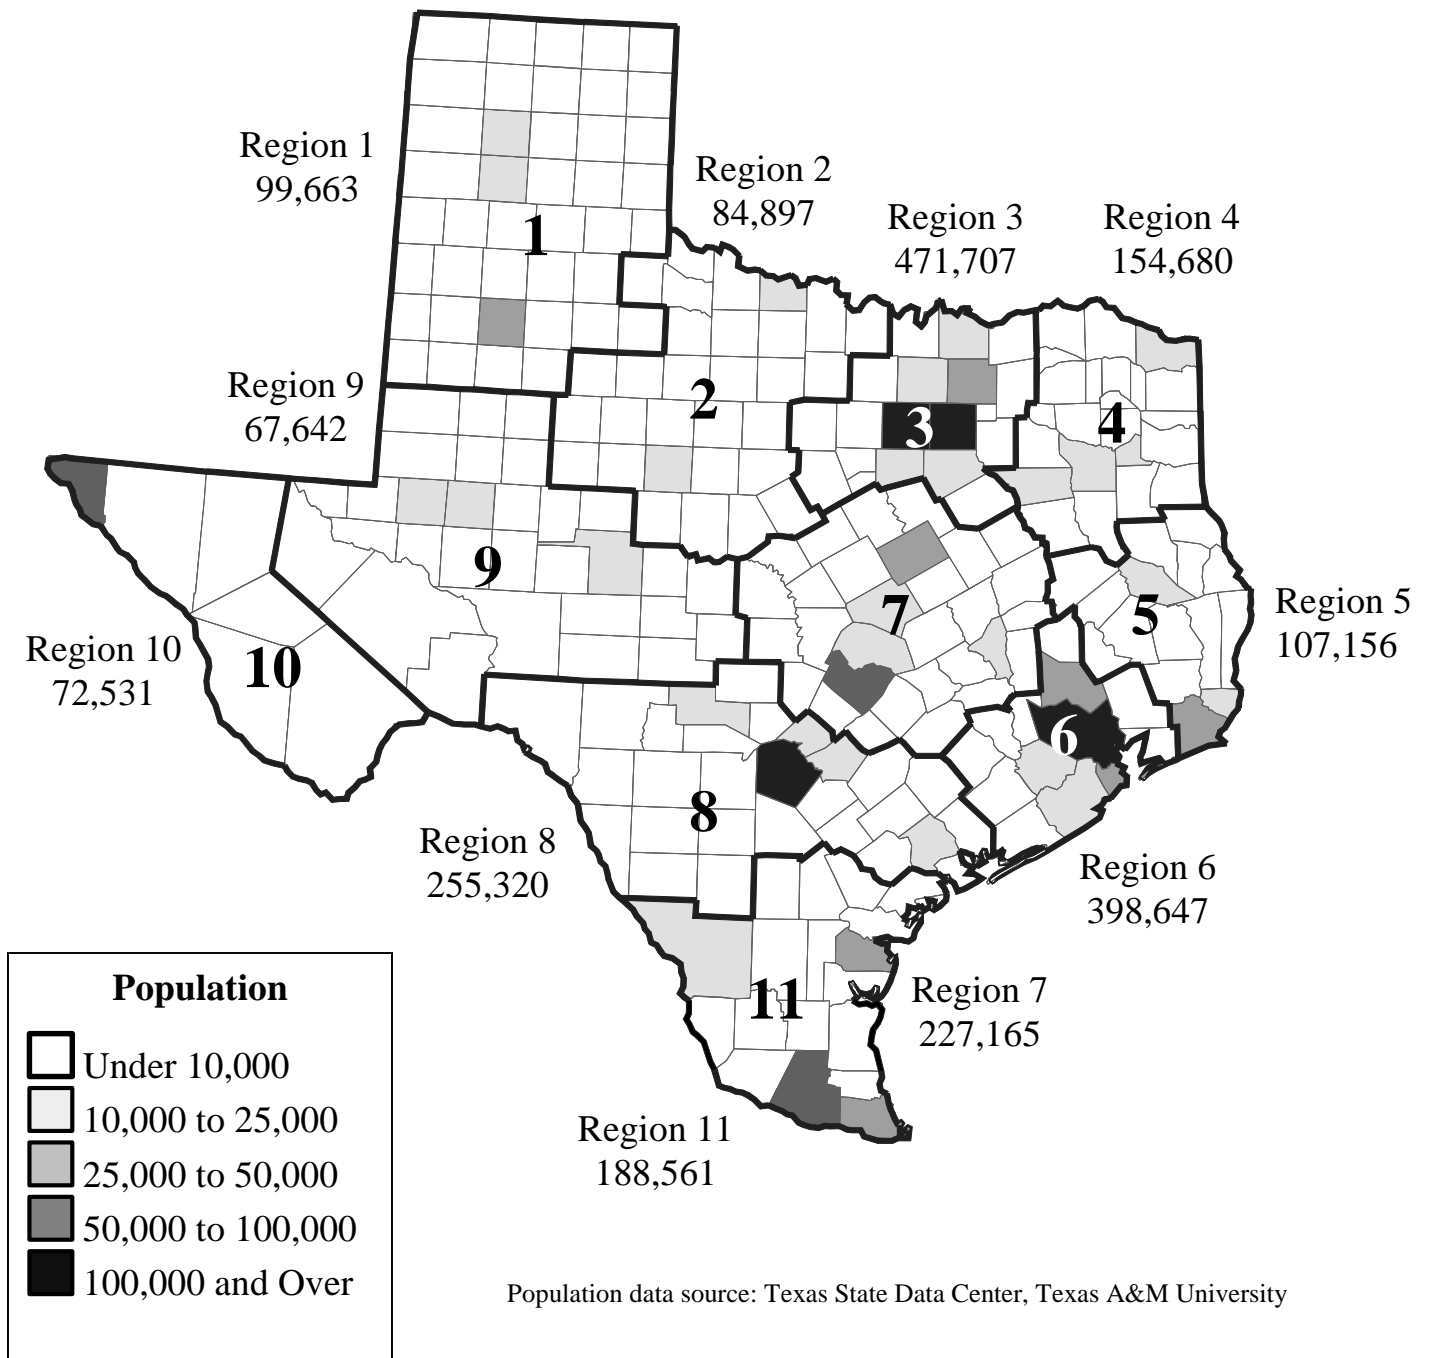 Region 1
99,663
Region 2
84,897
Region 3
471,707
Region 4
154,680
1
Region 9
67,642
2
3
4
9
7
5
Region 5
107,156
Region 10
72,531
10
6
8
Region 8
255,320
Region 6
398,647
11
Region 7
227,165
Region 11
188,561
Population
Under 10,000
10,000 to 25,000
25,000 to 50,000
50,000 to 100,000
100,000 and Over
Population data source: Texas State Data Center, Texas A&M University